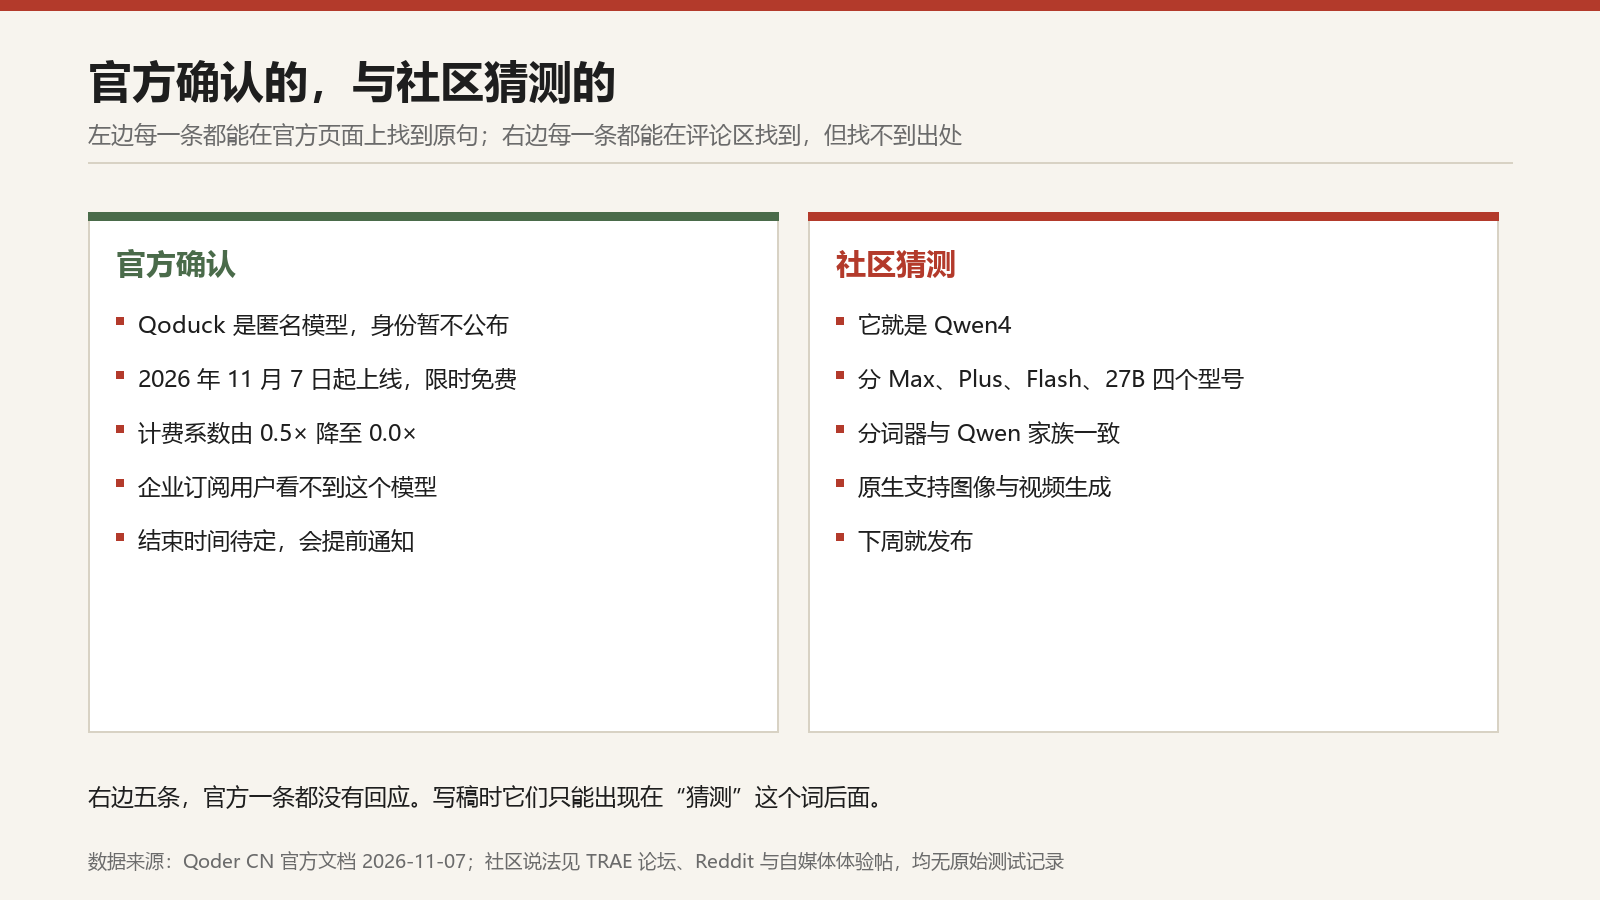 官方确认的，与社区猜测的
左边每一条都能在官方页面上找到原句；右边每一条都能在评论区找到，但找不到出处
官方确认
Qoduck 是匿名模型，身份暂不公布
2026 年 11 月 7 日起上线，限时免费
计费系数由 0.5× 降至 0.0×
企业订阅用户看不到这个模型
结束时间待定，会提前通知
社区猜测
它就是 Qwen4
分 Max、Plus、Flash、27B 四个型号
分词器与 Qwen 家族一致
原生支持图像与视频生成
下周就发布
右边五条，官方一条都没有回应。写稿时它们只能出现在“猜测”这个词后面。
数据来源：Qoder CN 官方文档 2026-11-07；社区说法见 TRAE 论坛、Reddit 与自媒体体验帖，均无原始测试记录